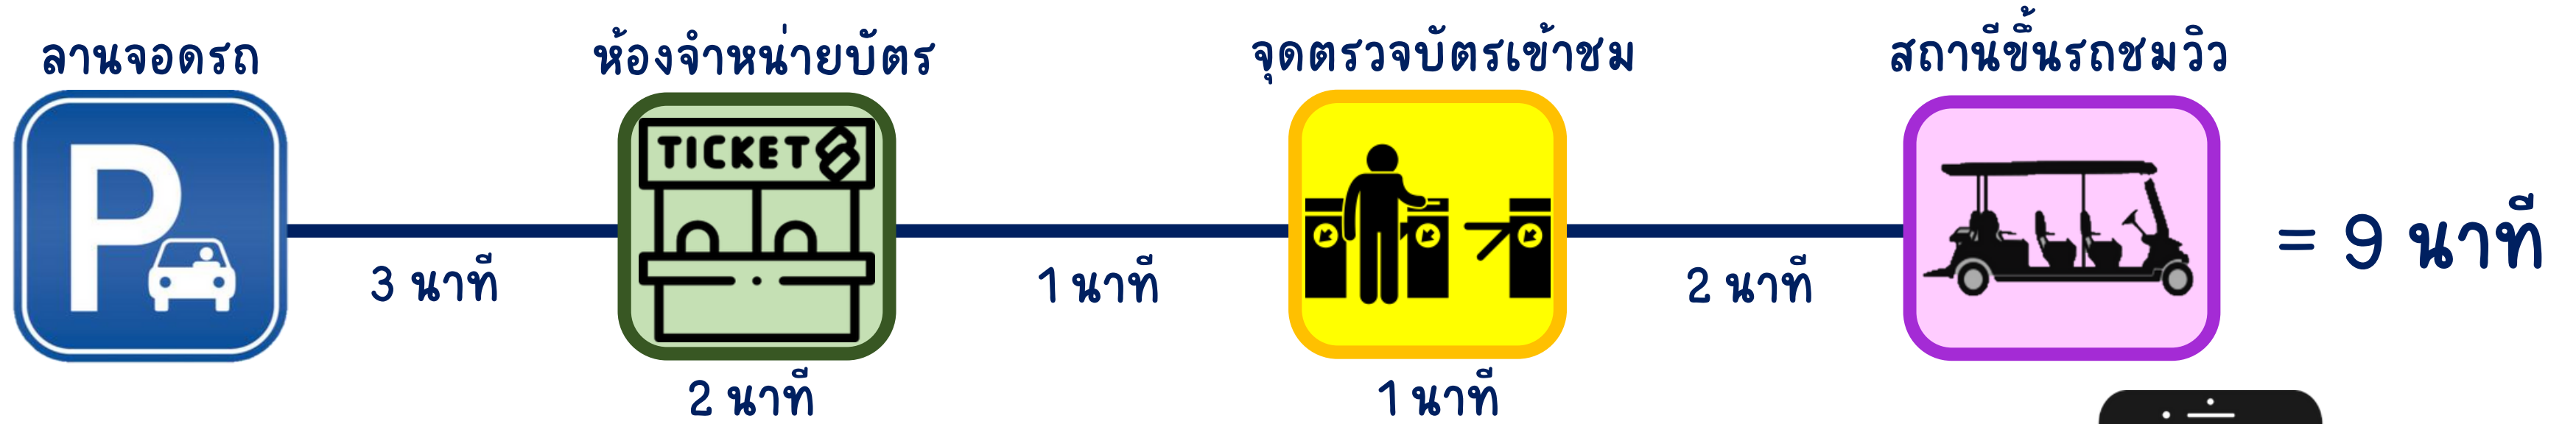 ลานจอดรถ
ห้องจำหน่ายบัตร
จุดตรวจบัตรเข้าชม
สถานีขึ้นรถชมวิว
P
TICKET
3 นาที
1 นาที
2 นาที
= 9 นาที
2 นาที
1 นาที